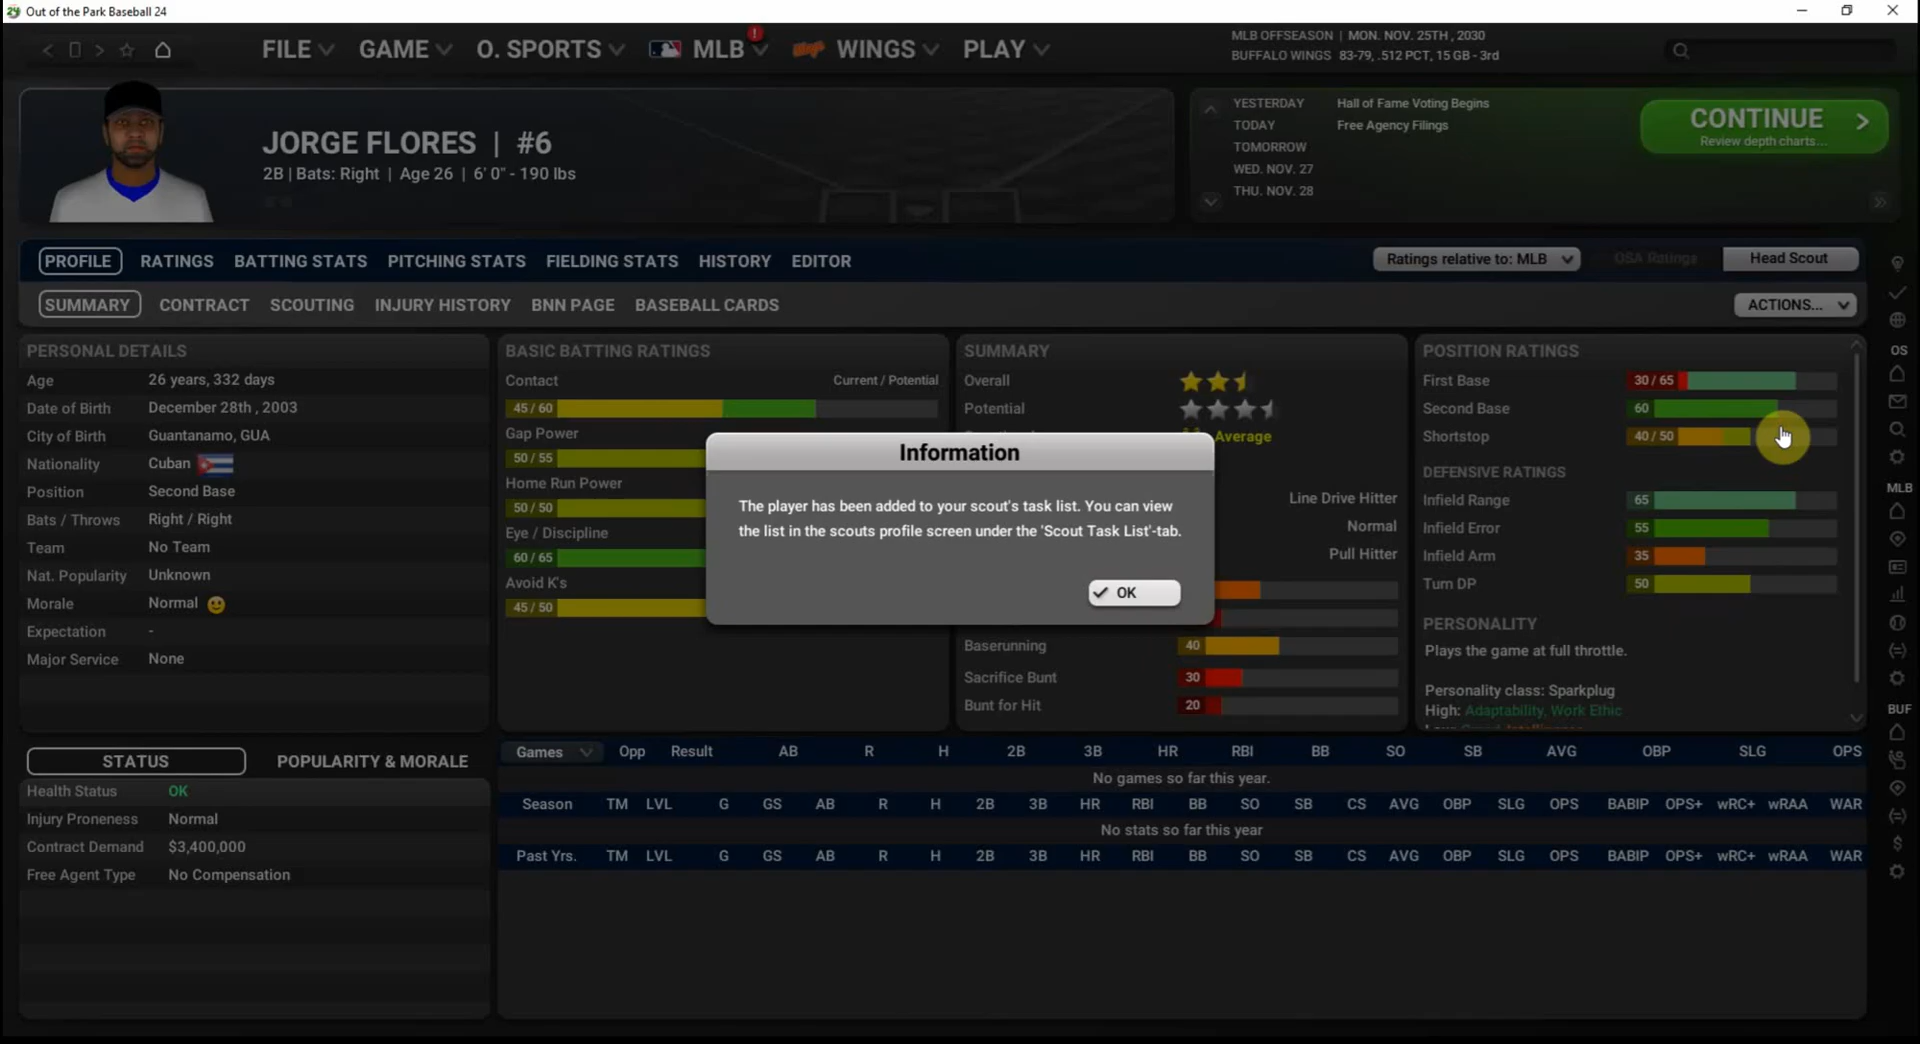 Out of the Park Baseball 24
FILE GAME O. SPORTS MLB WINGS PLAY
MLB OFFSEASON | MON. NOV. 25TH , 2030
BUFFALO WINGS 83-79, .512 PCT, 15 GB - 3rd
JORGE FLORES | #6
2B | Bats: Right | Age 26 | 6' 0" - 190 lbs
YESTERDAY Hall of Fame Voting Begins
TODAY Free Agency Filings
TOMORROW
WED. NOV. 27
THU. NOV. 28
CONTINUE
Review depth charts...
PROFILE RATINGS BATTING STATS PITCHING STATS FIELDING STATS HISTORY EDITOR
Ratings relative to: MLB OSA Ratings Head Scout
SUMMARY CONTRACT SCOUTING INJURY HISTORY BNN PAGE BASEBALL CARDS
ACTIONS...
PERSONAL DETAILS
Age 26 years, 332 days
Date of Birth December 28th , 2003
City of Birth Guantanamo, GUA
Nationality Cuban
Position Second Base
Bats / Throws Right / Right
Team No Team
Nat. Popularity Unknown
Morale Normal
Expectation -
Major Service None
BASIC BATTING RATINGS
Contact Current / Potential
45 / 60
Gap Power
50 / 55
Home Run Power
50 / 50
Eye / Discipline
60 / 65
Avoid K's
45 / 50
SUMMARY
Overall
Potential
Average
Line Drive Hitter
Normal
Pull Hitter
Baserunning 40
Sacrifice Bunt 30
Bunt for Hit 20
Information
The player has been added to your scout's task list. You can view
the list in the scouts profile screen under the 'Scout Task List'-tab.
OK
POSITION RATINGS
First Base 30 / 65
Second Base 60
Shortstop 40 / 50
DEFENSIVE RATINGS
Infield Range 65
Infield Error 55
Infield Arm 35
Turn DP 50
PERSONALITY
Plays the game at full throttle.
Personality class: Sparkplug
High: Adaptability, Work Ethic
OS
MLB
BUF
STATUS POPULARITY & MORALE
Health Status OK
Injury Proneness Normal
Contract Demand $3,400,000
Free Agent Type No Compensation
Games Opp Result AB R H 2B 3B HR RBI BB SO SB AVG OBP SLG OPS
No games so far this year.
Season TM LVL G GS AB R H 2B 3B HR RBI BB SO SB CS AVG OBP SLG OPS BABIP OPS+ wRC+ wRAA WAR
No stats so far this year
Past Yrs. TM LVL G GS AB R H 2B 3B HR RBI BB SO SB CS AVG OBP SLG OPS BABIP OPS+ wRC+ wRAA WAR